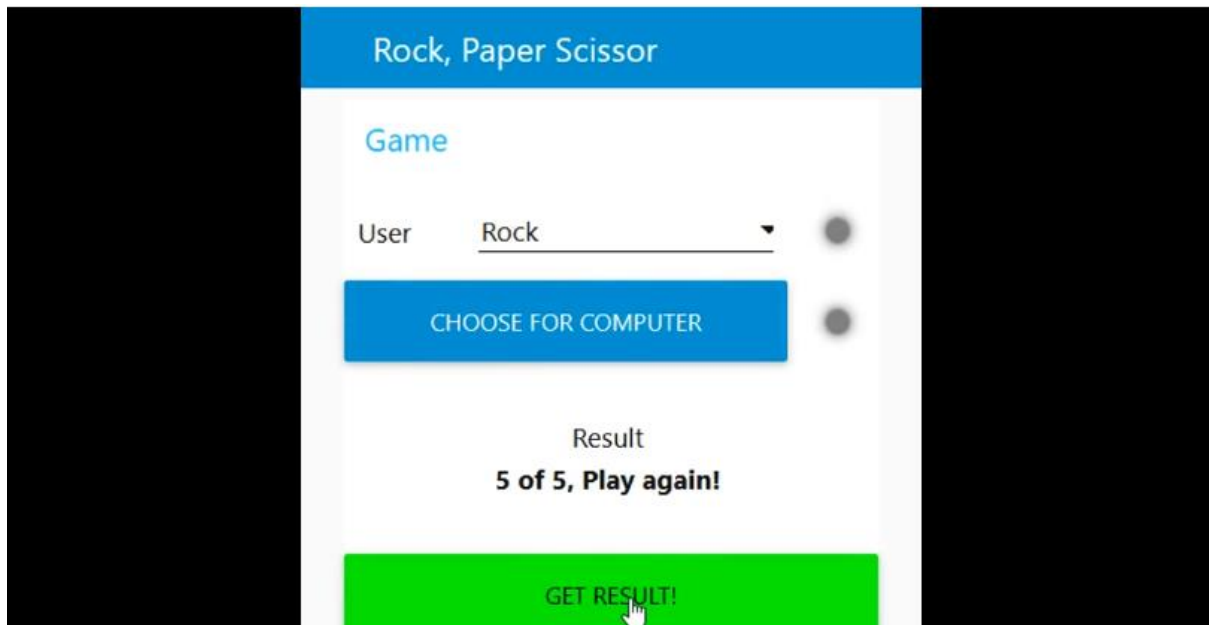 Rock, Paper Scissor
Game
User Rock
CHOOSE FOR COMPUTER
Result
5 of 5, Play again!
GET RESULT!